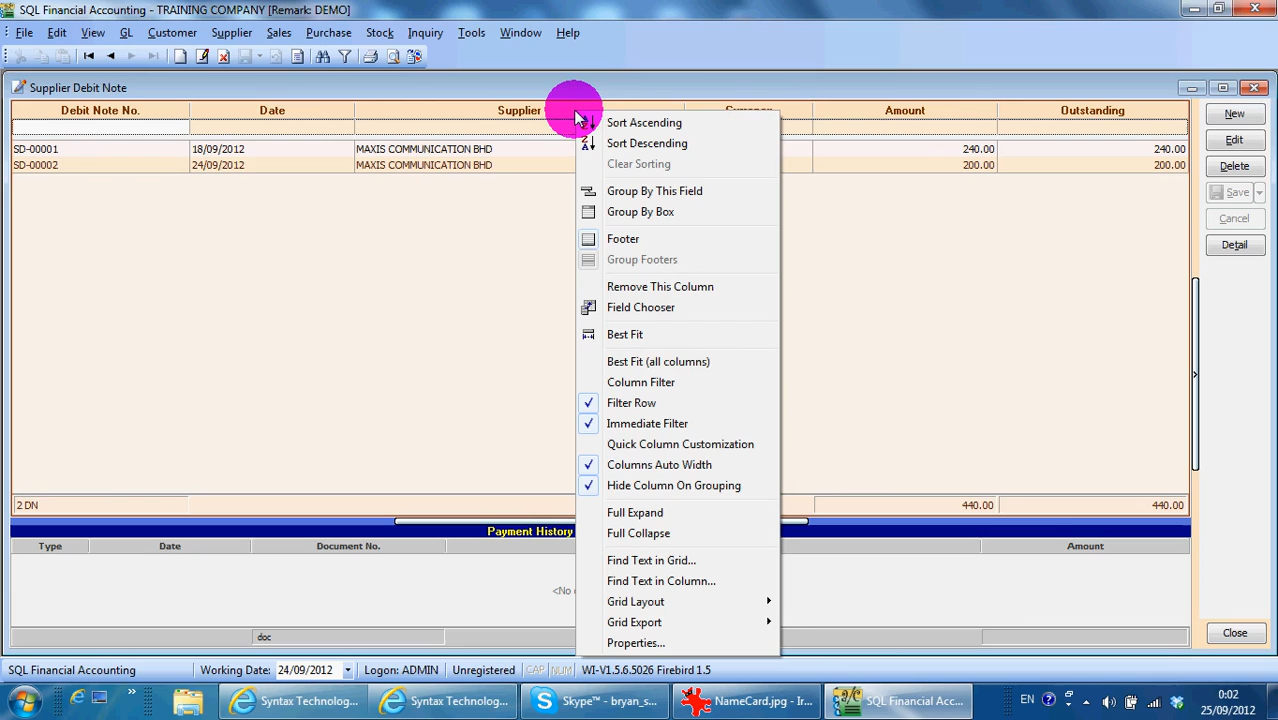 SQL Financial Accounting - TRAINING COMPANY [Remark: DEMO]
File Edit View GL Customer Supplier Sales Purchase Stock Inquiry Tools Window Help
Supplier Debit Note
Debit Note No. Date Supplier Currency Amount Outstanding
SD-00001 18/09/2012 MAXIS COMMUNICATION BHD 240.00 240.00
SD-00002 24/09/2012 MAXIS COMMUNICATION BHD 200.00 200.00
2 DN 440.00 440.00
New
Edit
Delete
Save
Cancel
Detail
Sort Ascending
Sort Descending
Clear Sorting
Group By This Field
Group By Box
Footer
Group Footers
Remove This Column
Field Chooser
Best Fit
Best Fit (all columns)
Column Filter
Filter Row
Immediate Filter
Quick Column Customization
Columns Auto Width
Hide Column On Grouping
Full Expand
Full Collapse
Find Text in Grid...
Find Text in Column...
Grid Layout
Grid Export
Properties...
Payment History
Type Date Document No. Amount
<No
doc
Close
SQL Financial Accounting Working Date: 24/09/2012 Logon: ADMIN Unregistered CAP NUM WI-V1.5.6.5026 Firebird 1.5
Syntax Technolog... Syntax Technolog... Skype™ - bryan_s... NameCard.jpg - Ir... SQL Financial Acc... EN 0:02
25/09/2012